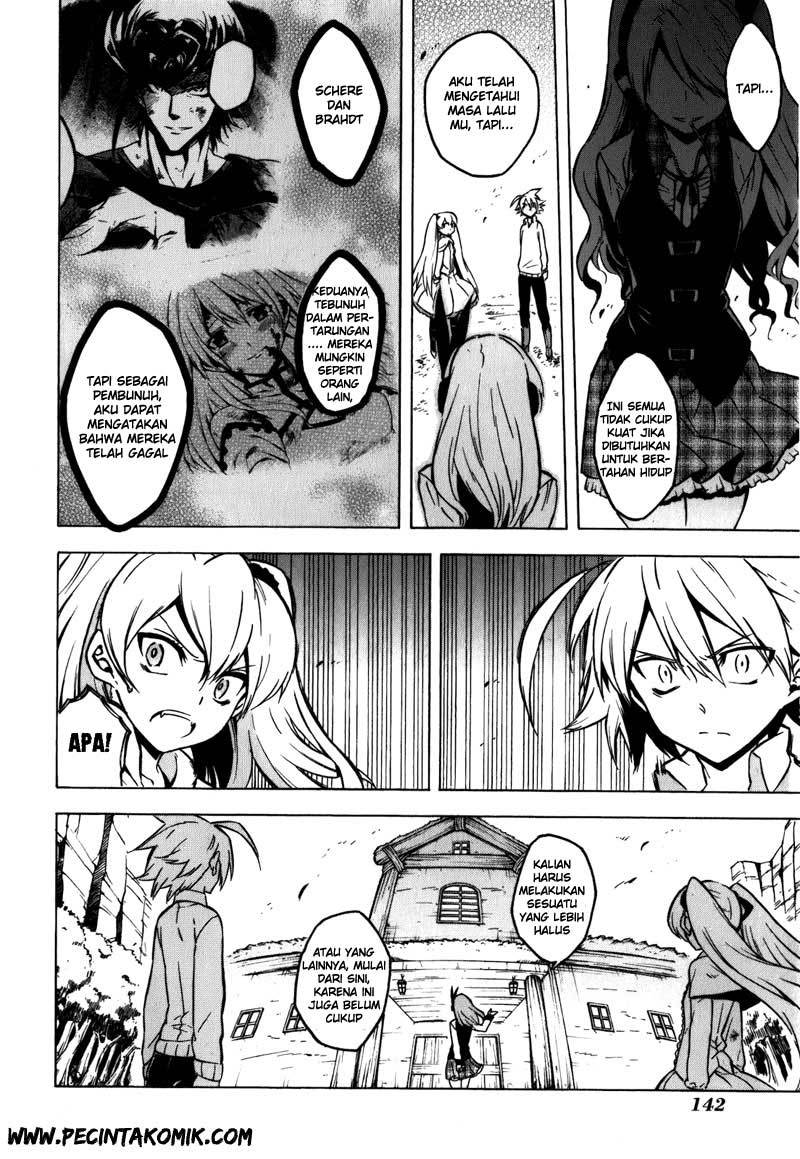 TAPI...
INI SEMUA
TIDAK CUKUP
KUAT JIKA
DIBUTUHKAN
UNTUK BER-
TAHAN HIDUP
AKU TELAH
MENGETAHUI
MASA LALU
MU, TAPI...
SCHERE
DAN
BRAHDT
KEDUANYA
TEBUNUH
DALAM PER-
TARUNGAN
.... MEREKA
MUNGKIN
SEPERTI
ORANG
LAIN,
TAPI SEBAGAI
PEMBUNUH,
AKU DAPAT
MENGATAKAN
BAHWA MEREKA
TELAH GAGAL
APA!
KALIAN
HARUS
MELAKUKAN
SESUATU
YANG LEBIH
HALUS
ATAU YANG
LAINNYA, MULAI
DARI SINI,
KARENA INI
JUGA BELUM
CUKUP
142
WWW.PECINTAKOMIK.COM